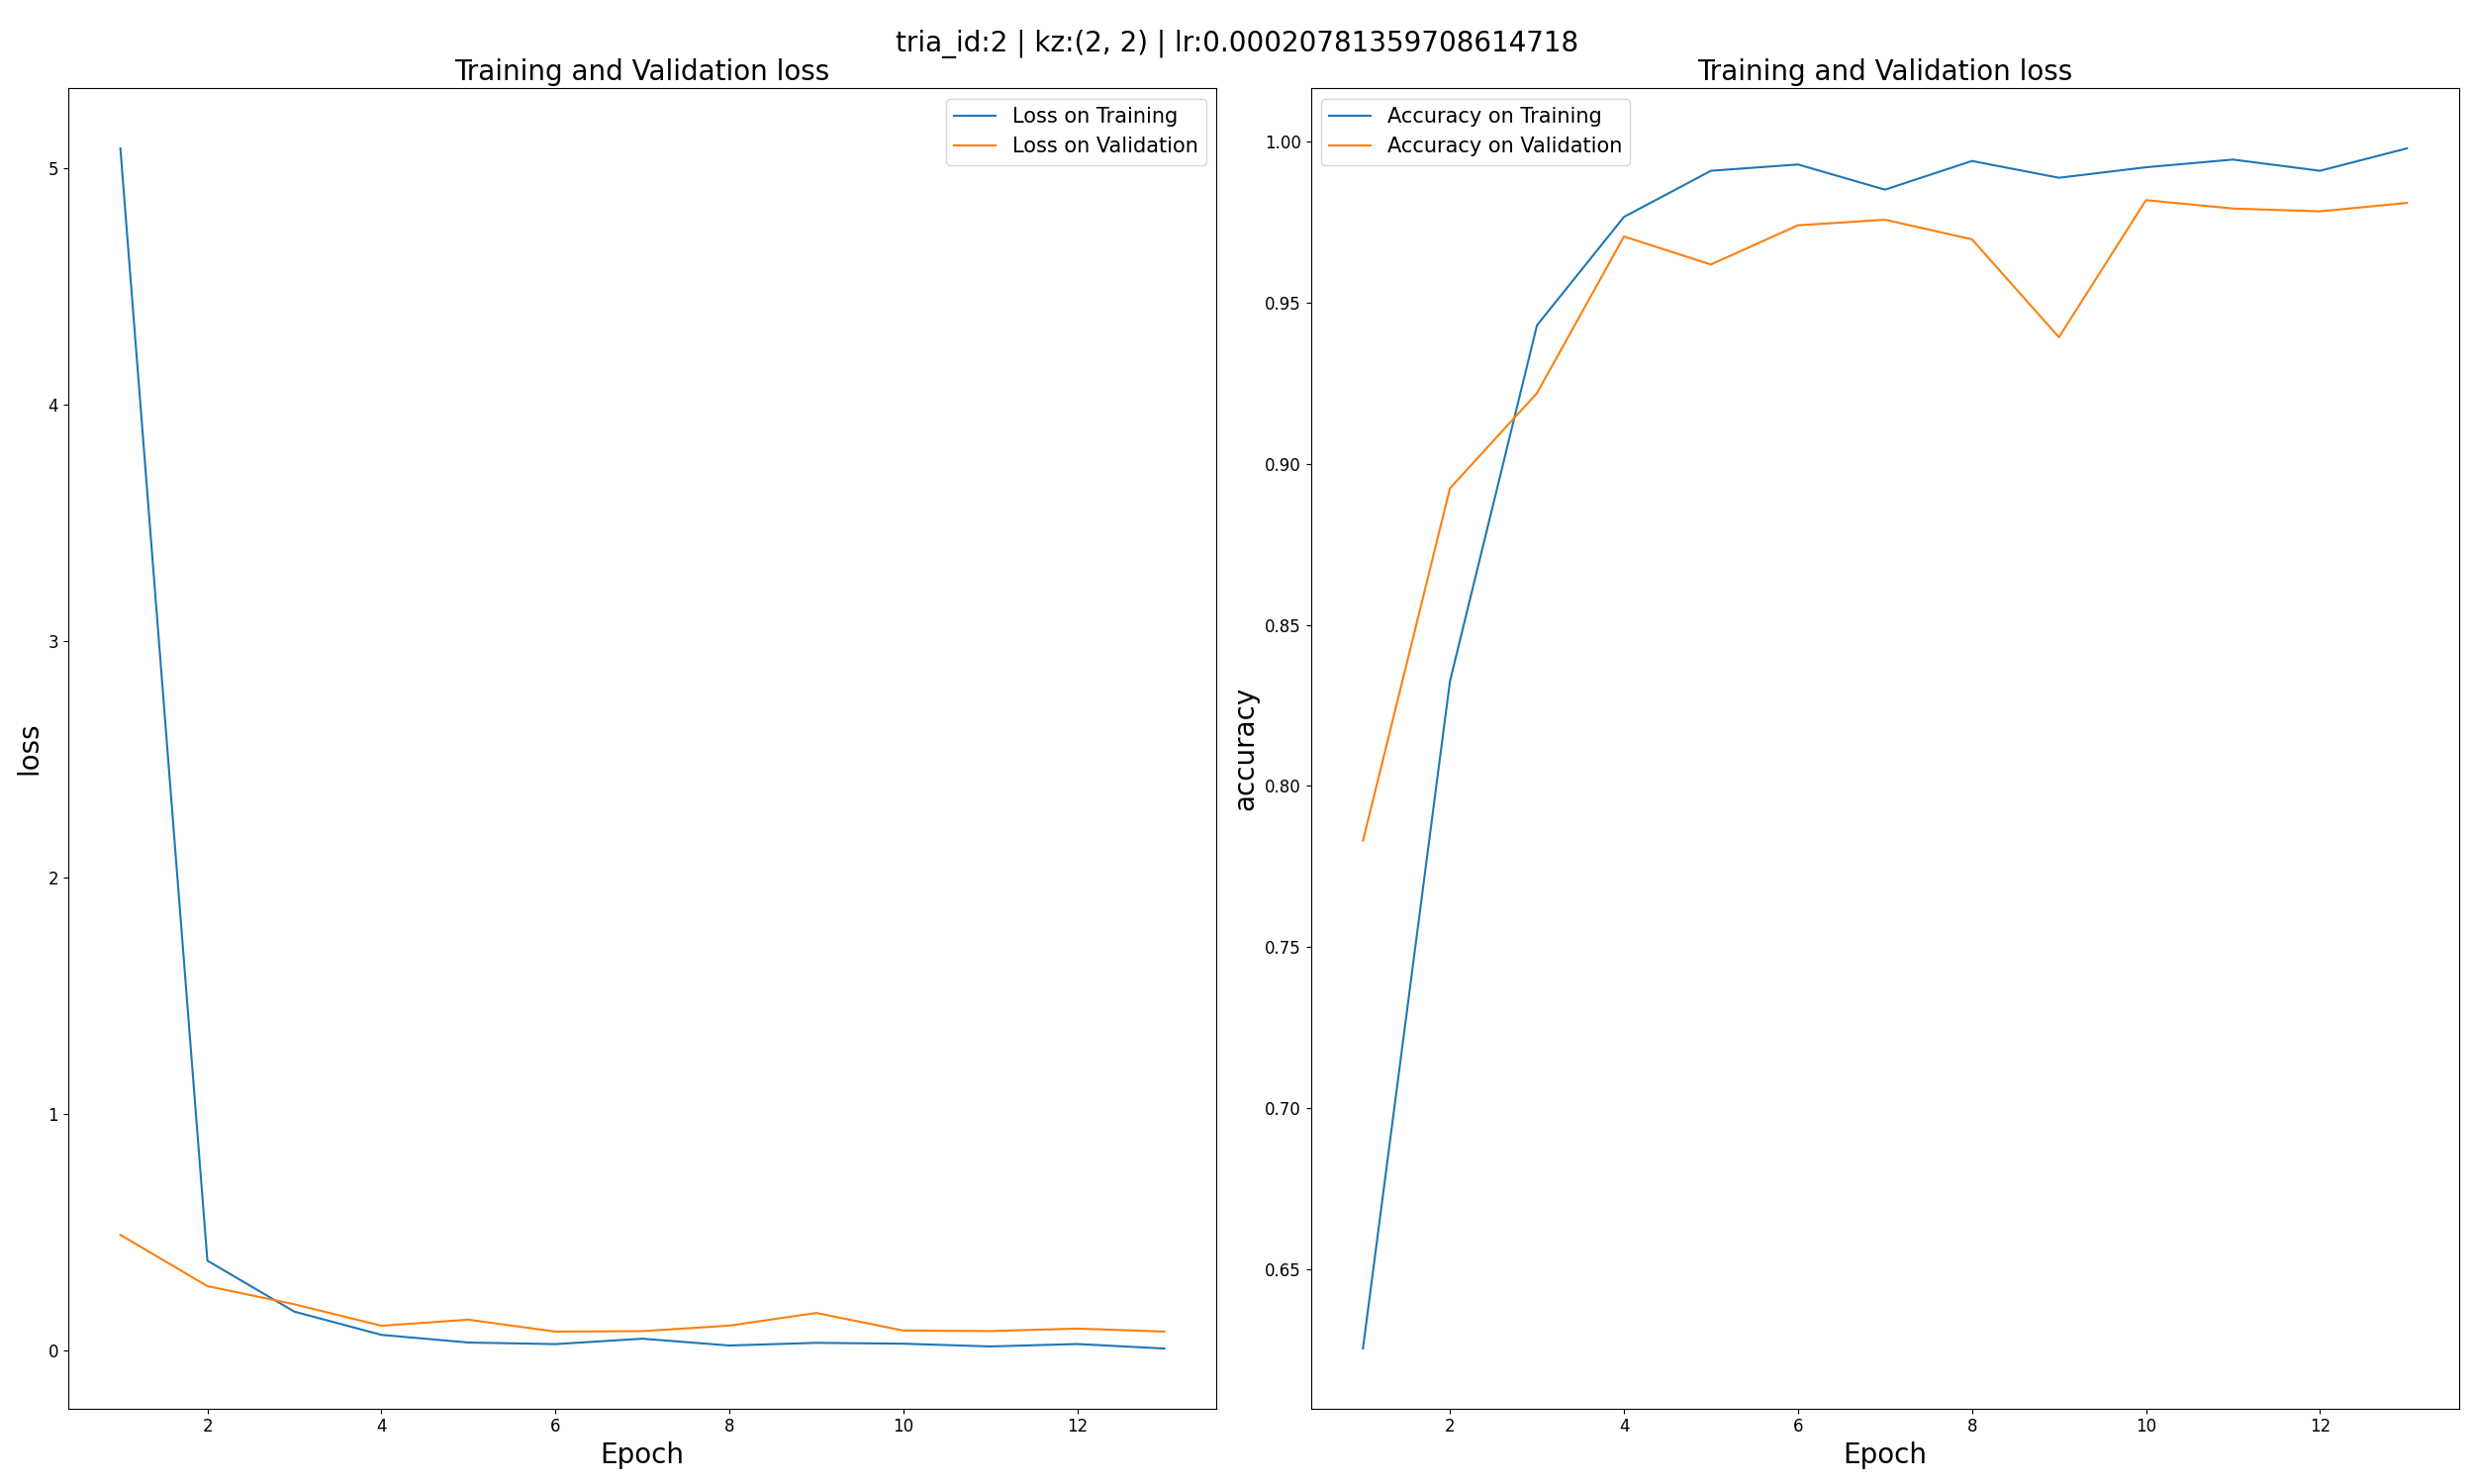 tria_id:2 | kz:(2, 2) | lr:0.00020781359708614718
Training and Validation loss
Loss on Training
Loss on Validation
5
4
3
2
1
0
loss
2
4
6
8
10
12
Epoch
Training and Validation loss
Accuracy on Training
Accuracy on Validation
1.00
0.95
0.90
0.85
0.80
0.75
0.70
0.65
accuracy
2
4
6
8
10
12
Epoch